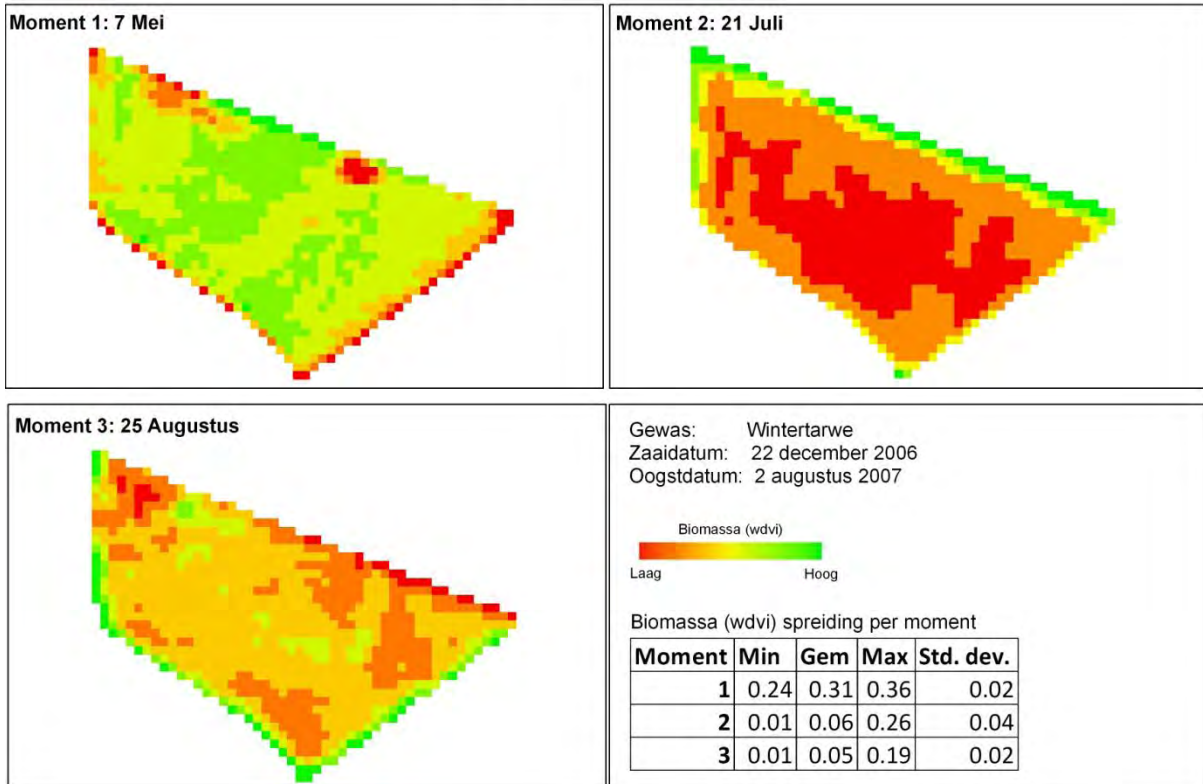 Moment 1: 7 Mei
Moment 2: 21 Juli
Moment 3: 25 Augustus
Gewas: Wintertarwe
Zaaidatum: 22 december 2006
Oogstdatum: 2 augustus 2007
Biomassa (wdvi)
Laag Hoog
Biomassa (wdvi) spreiding per moment
Moment Min Gem Max Std. dev.
1 0.24 0.31 0.36 0.02
2 0.01 0.06 0.26 0.04
3 0.01 0.05 0.19 0.02